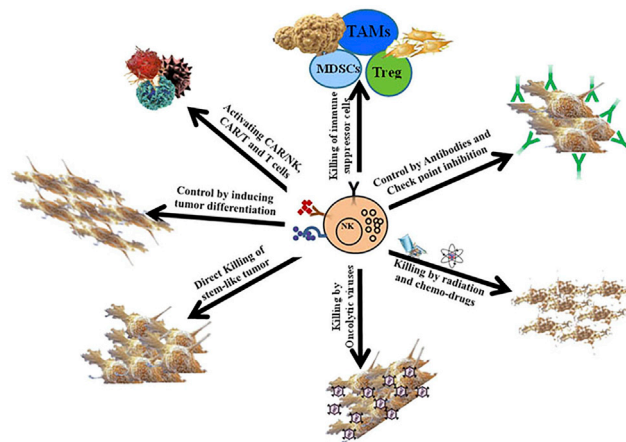 TAMs
MDSCs
Treg
Activating CAR/NK,
CAR/T and T cells
Killing of immune
suppressor cells
Control by Antibodies and
Check point inhibition
Control by inducing
tumor differentiation
NK
Direct Killing of
stem-like tumor
Killing by
Oncolytic viruses
Killing by radiation
and chemo-drugs